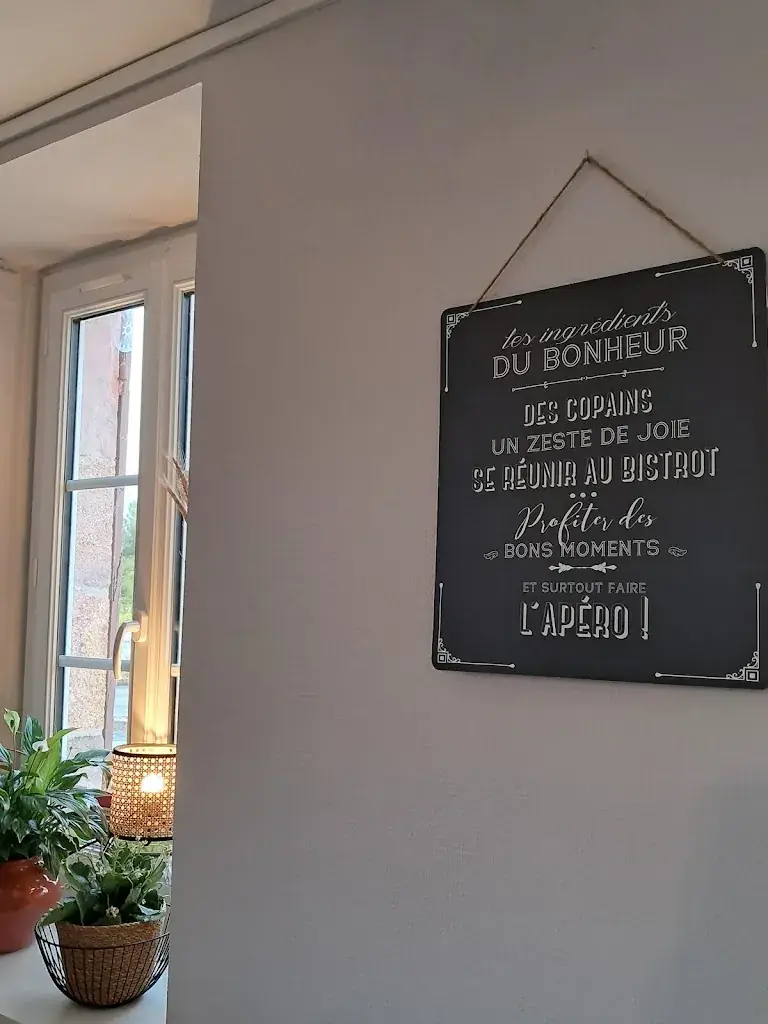 les ingrédients
DU BONHEUR
DES COPAINS
UN ZESTE DE JOIE
SE RÉUNIR AU BISTROT
...
Profiter des
BONS MOMENTS
ET SURTOUT FAIRE
L'APÉRO !